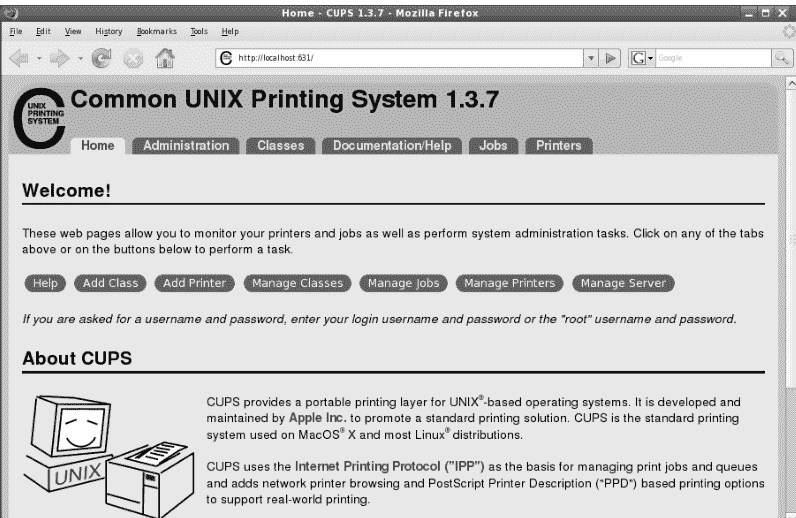 Home - CUPS 1.3.7 - Mozilla Firefox
File Edit View History Bookmarks Tools Help
http://localhost:631/
G Google
UNIX PRINTING SYSTEM
Common UNIX Printing System 1.3.7
Home Administration Classes Documentation/Help Jobs Printers
Welcome!
These web pages allow you to monitor your printers and jobs as well as perform system administration tasks. Click on any of the tabs
above or on the buttons below to perform a task.
Help Add Class Add Printer Manage Classes Manage Jobs Manage Printers Manage Server
If you are asked for a username and password, enter your login username and password or the "root" username and password.
About CUPS
CUPS provides a portable printing layer for UNIX®-based operating systems. It is developed and
maintained by Apple Inc. to promote a standard printing solution. CUPS is the standard printing
system used on MacOS® X and most Linux® distributions.
UNIX
CUPS uses the Internet Printing Protocol ("IPP") as the basis for managing print jobs and queues
and adds network printer browsing and PostScript Printer Description ("PPD") based printing options
to support real-world printing.